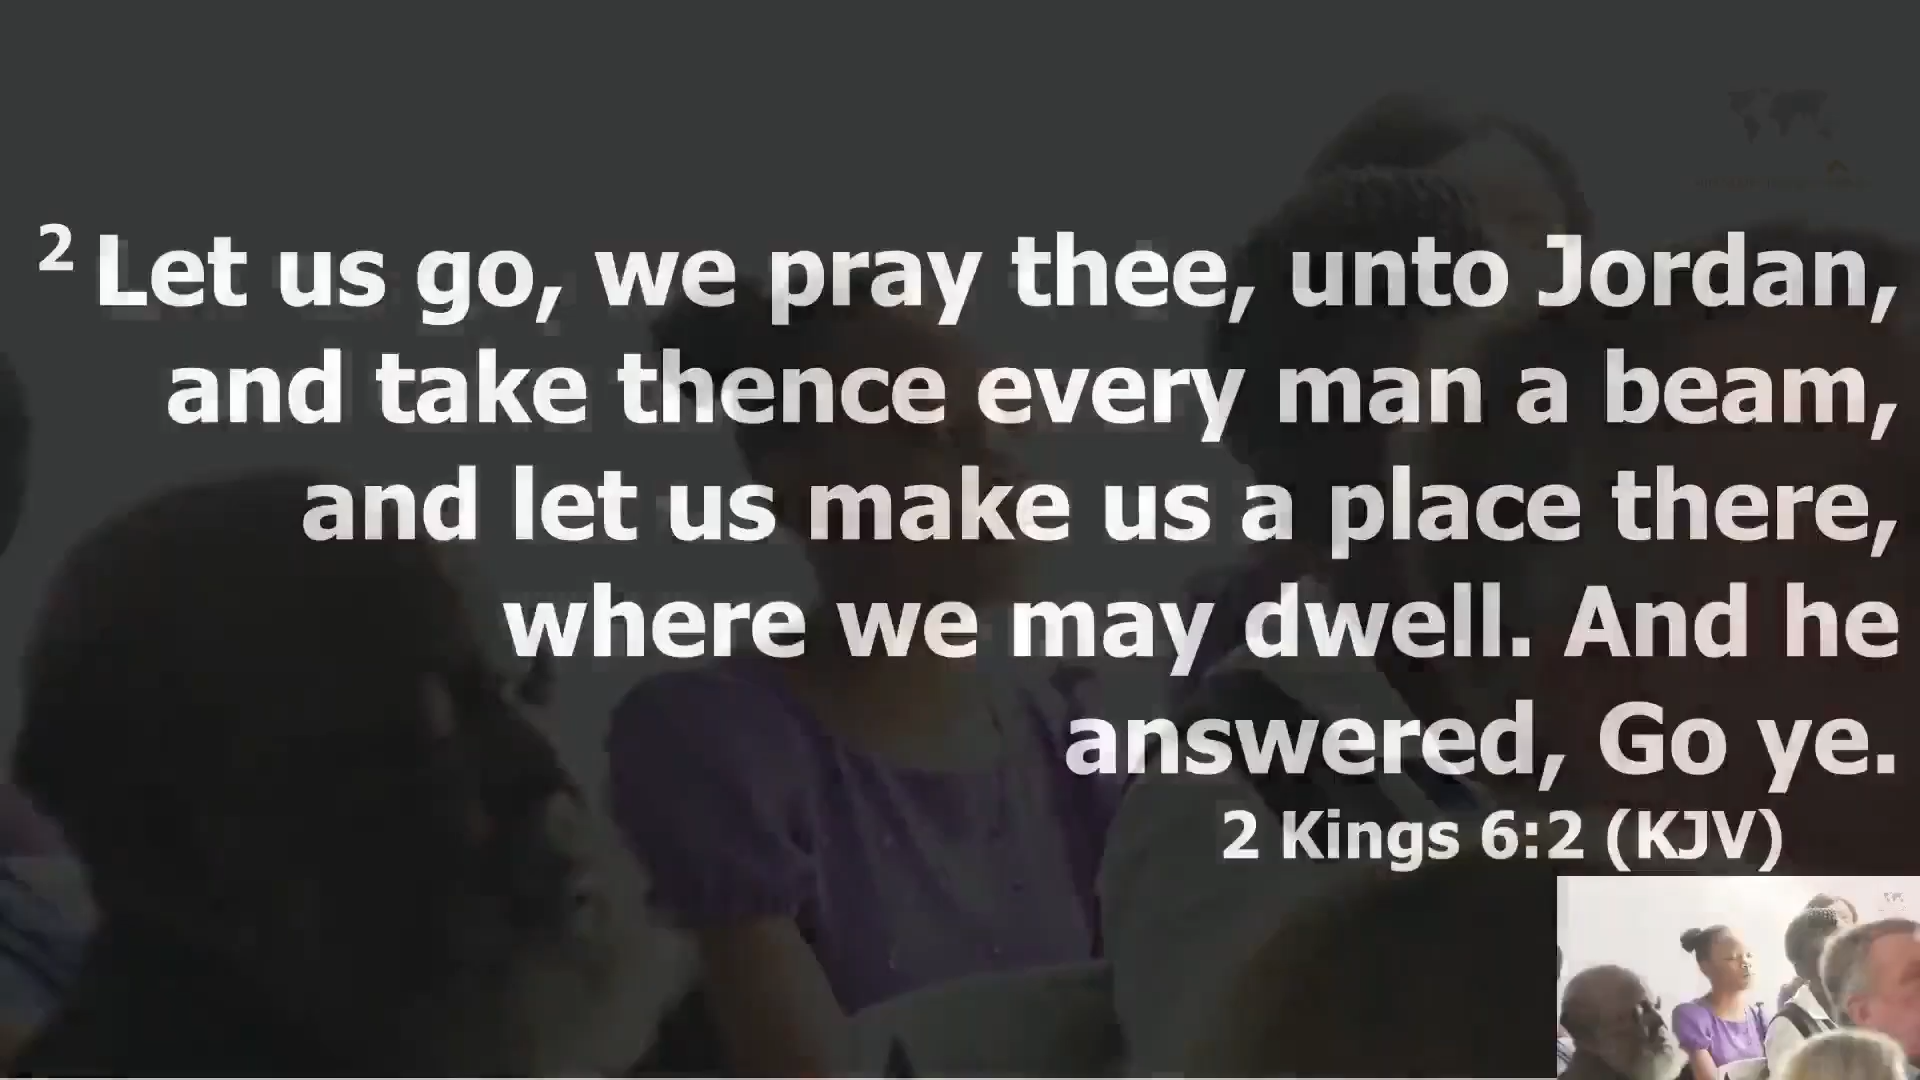 2 Let us go, we pray thee, unto Jordan,
and take thence every man a beam,
and let us make us a place there,
where we may dwell. And he
answered, Go ye.
2 Kings 6:2 (KJV)